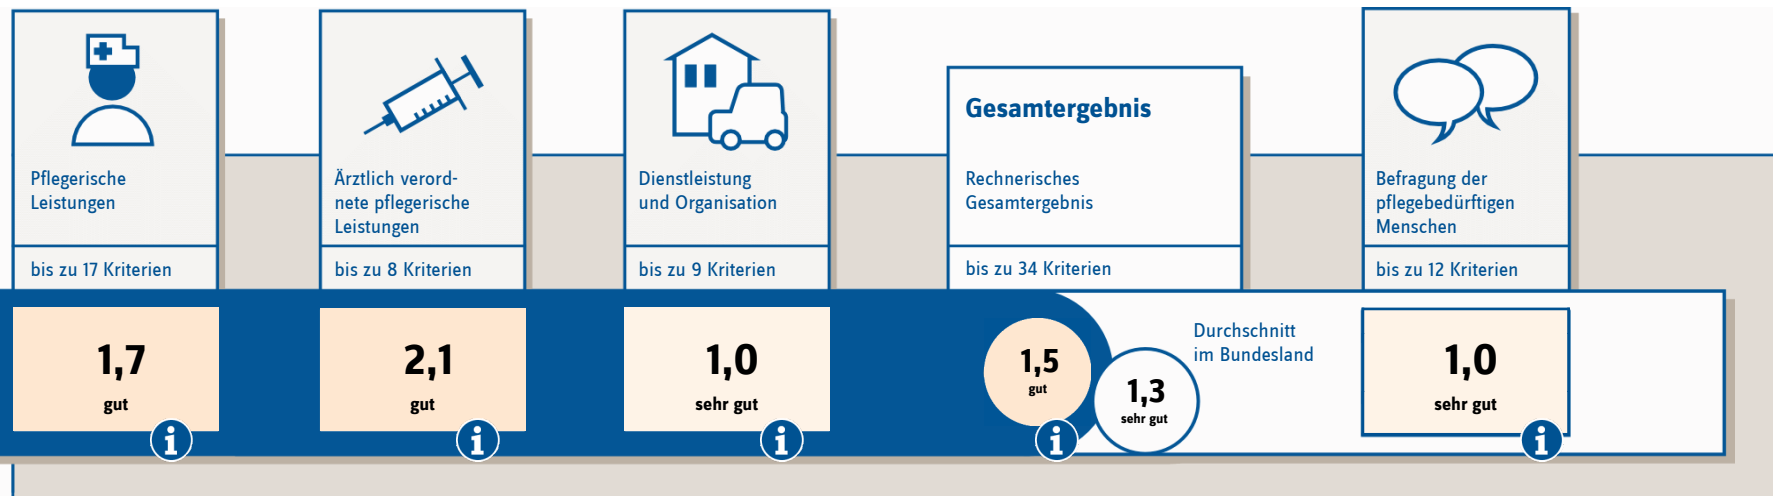 Pflegerische
Leistungen
bis zu 17 Kriterien
1,7
gut
i
Ärztlich verord-
nete pflegerische
Leistungen
bis zu 8 Kriterien
2,1
gut
i
Dienstleistung
und Organisation
bis zu 9 Kriterien
1,0
sehr gut
i
Gesamtergebnis
Rechnerisches
Gesamtergebnis
bis zu 34 Kriterien
1,5
gut
i
1,3
sehr gut
Durchschnitt
im Bundesland
Befragung der
pflegebedürftigen
Menschen
bis zu 12 Kriterien
1,0
sehr gut
i